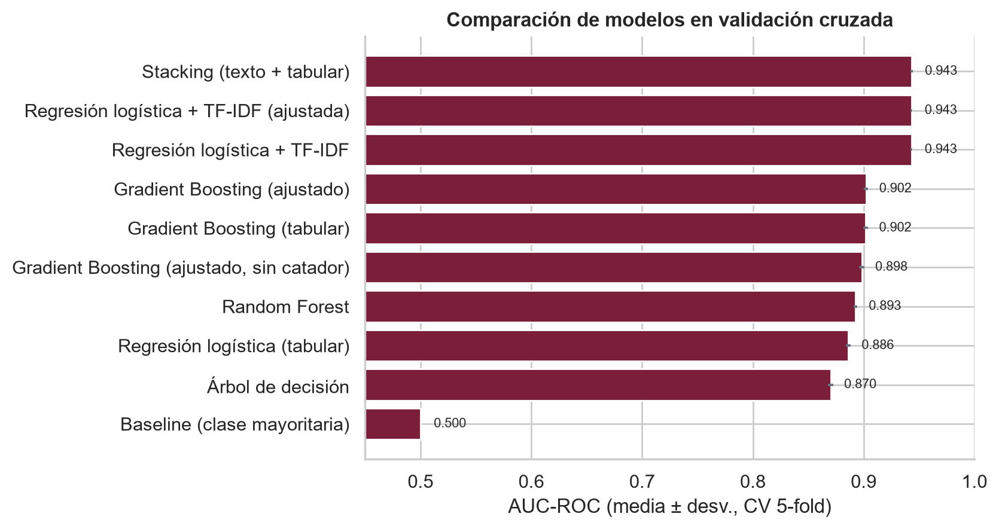 Comparación de modelos en validación cruzada
Stacking (texto + tabular) 0.943
Regresión logística + TF-IDF (ajustada) 0.943
Regresión logística + TF-IDF 0.943
Gradient Boosting (ajustado) 0.902
Gradient Boosting (tabular) 0.902
Gradient Boosting (ajustado, sin catador) 0.898
Random Forest 0.893
Regresión logística (tabular) 0.886
Árbol de decisión 0.870
Baseline (clase mayoritaria) 0.500
0.5 0.6 0.7 0.8 0.9 1.0
AUC-ROC (media ± desv., CV 5-fold)